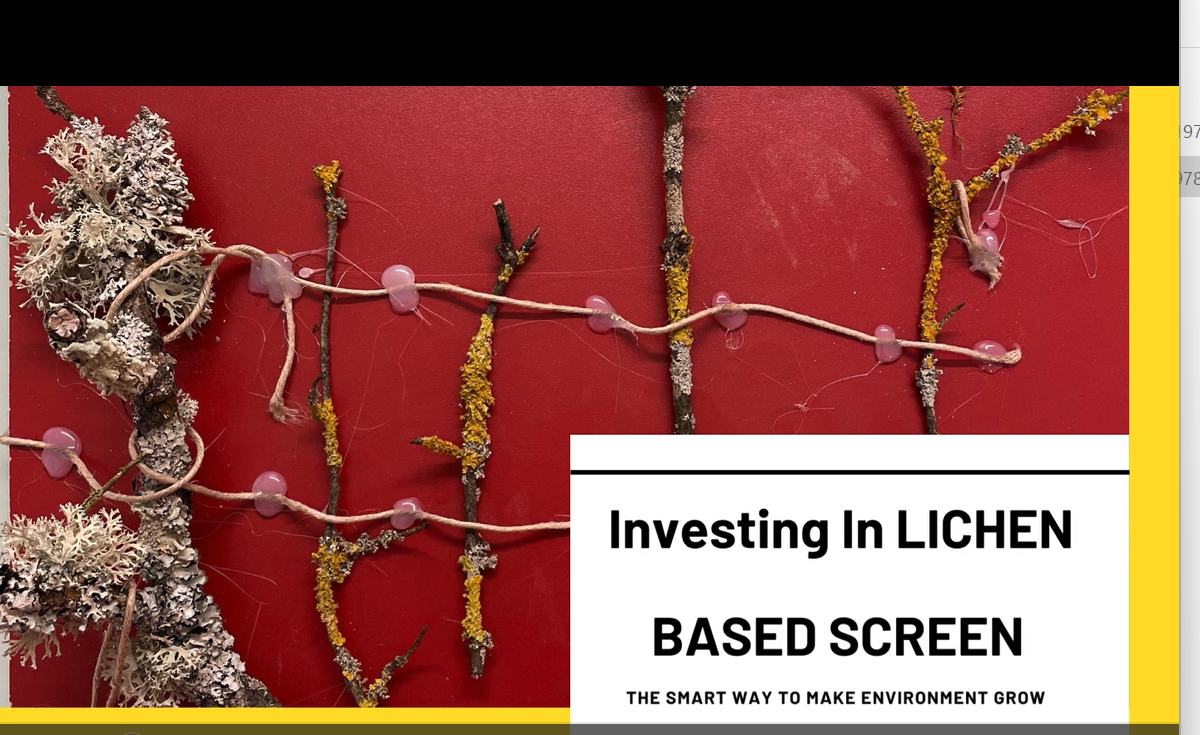 Investing In LICHEN
BASED SCREEN
THE SMART WAY TO MAKE ENVIRONMENT GROW